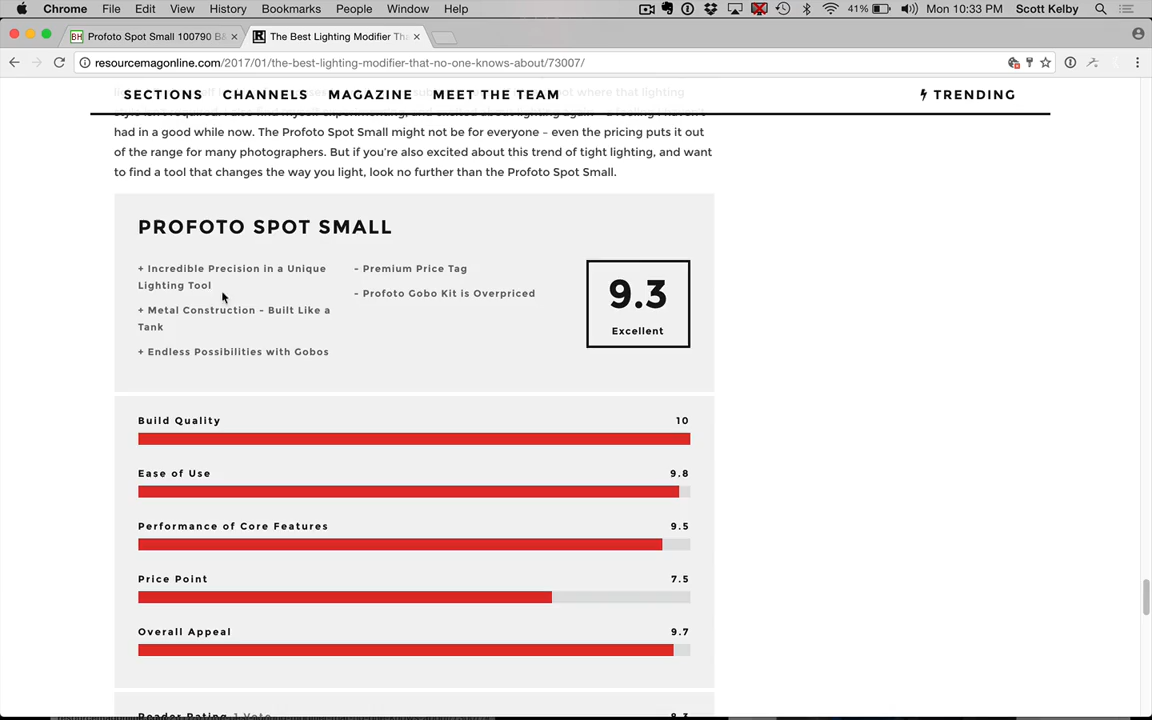 Chrome File Edit View History Bookmarks People Window Help 41% Mon 10:33 PM Scott Kelby
Profoto Spot Small 100790 B&
The Best Lighting Modifier Tha
resourcemagonline.com/2017/01/the-best-lighting-modifier-that-no-one-knows-about/73007/
SECTIONS CHANNELS MAGAZINE MEET THE TEAM TRENDING
had in a good while now. The Profoto Spot Small might not be for everyone – even the pricing puts it out
of the range for many photographers. But if you're also excited about this trend of tight lighting, and want
to find a tool that changes the way you light, look no further than the Profoto Spot Small.
PROFOTO SPOT SMALL
+ Incredible Precision in a Unique
Lighting Tool
+ Metal Construction - Built Like a
Tank
+ Endless Possibilities with Gobos
- Premium Price Tag
- Profoto Gobo Kit is Overpriced
9.3
Excellent
Build Quality 10
Ease of Use 9.8
Performance of Core Features 9.5
Price Point 7.5
Overall Appeal 9.7
Reader Rating 1 Vote 8.3